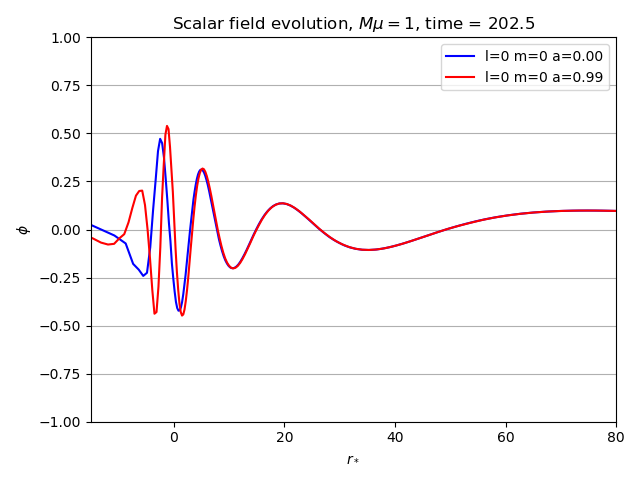 Scalar field evolution, Mμ = 1, time = 202.5
1.00
0.75
0.50
0.25
0.00
−0.25
−0.50
−0.75
−1.00
ϕ
l=0 m=0 a=0.00
l=0 m=0 a=0.99
0 20 40 60 80
r*